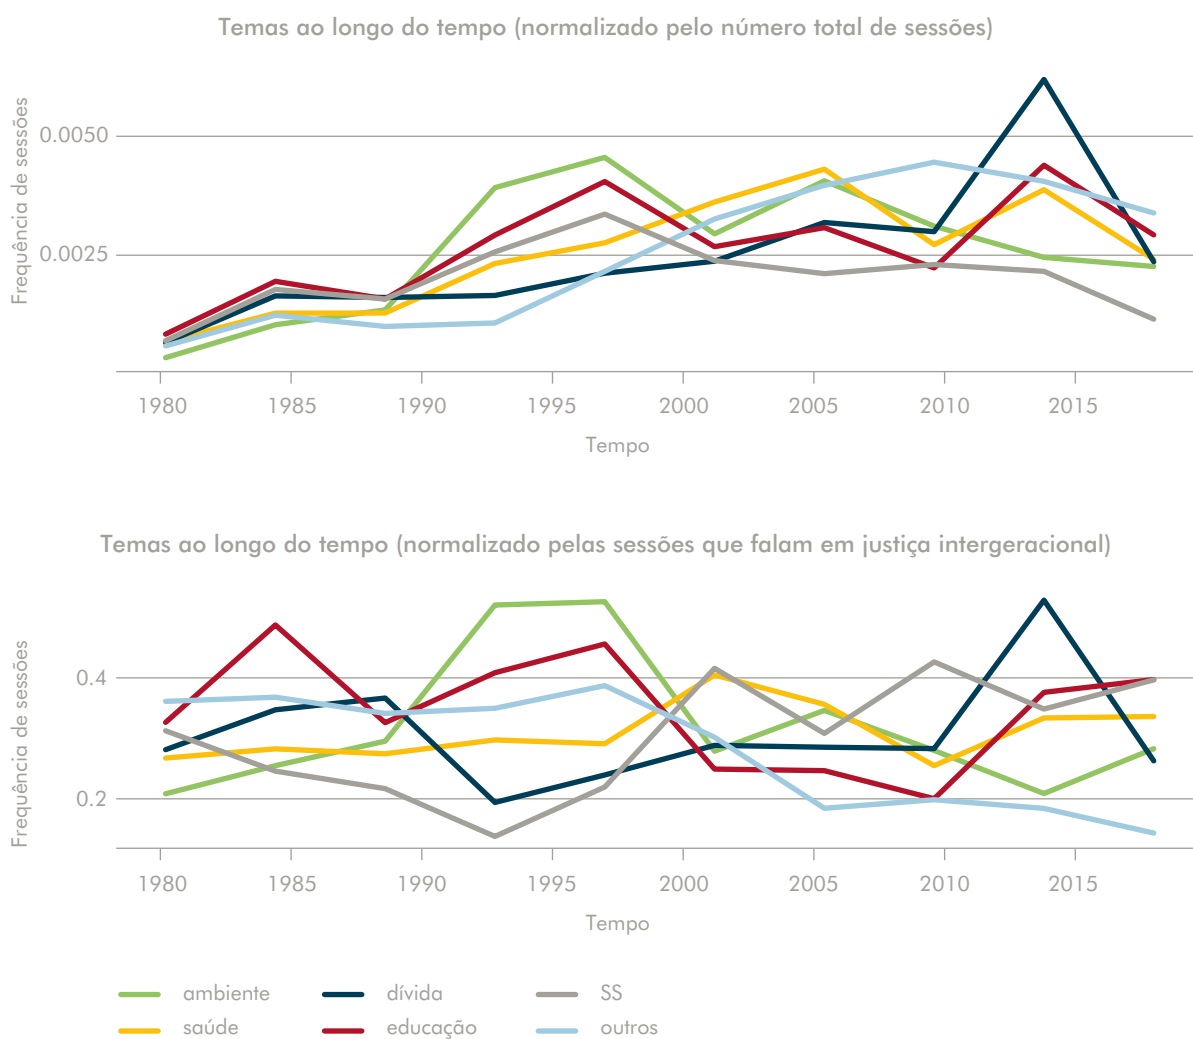 Temas ao longo do tempo (normalizado pelo número total de sessões)
Frequência de sessões
0.0050
0.0025
1980 1985 1990 1995 2000 2005 2010 2015
Tempo
Temas ao longo do tempo (normalizado pelas sessões que falam em justiça intergeracional)
Frequência de sessões
0.4
0.2
1980 1985 1990 1995 2000 2005 2010 2015
Tempo
ambiente dívida SS
saúde educação outros